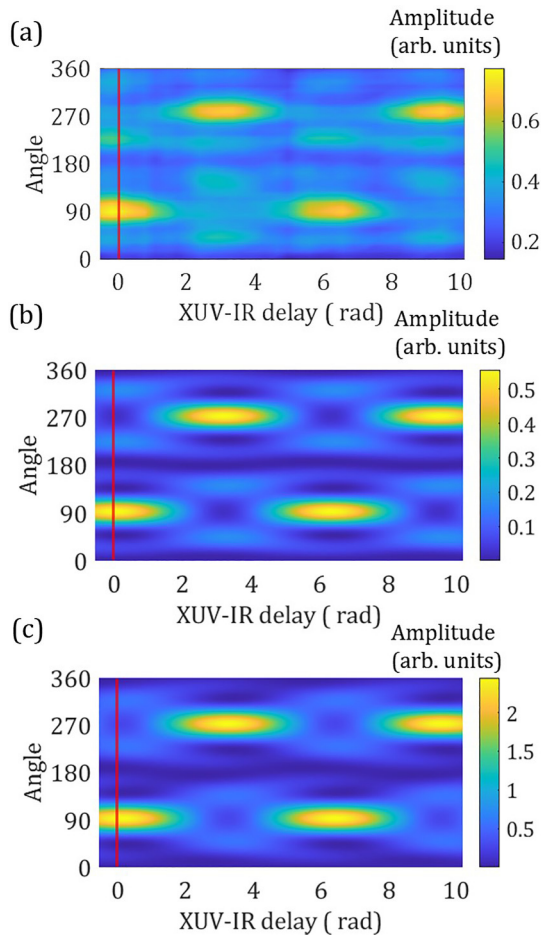 (a)
Amplitude
(arb. units)
360
270
180
90
0
Angle
0 2 4 6 8 10
XUV-IR delay ( rad)
0.6
0.4
0.2
(b)
Amplitude
(arb. units)
360
270
180
90
0
Angle
0 2 4 6 8 10
XUV-IR delay ( rad)
0.5
0.4
0.3
0.2
0.1
(c)
Amplitude
(arb. units)
360
270
180
90
0
Angle
0 2 4 6 8 10
XUV-IR delay ( rad)
2
1.5
1
0.5